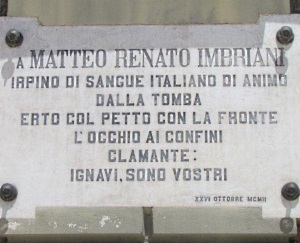 A MATTEO RENATO IMBRIANI
IRPINO DI SANGUE ITALIANO DI ANIMO
DALLA TOMBA
ERTO COL PETTO CON LA FRONTE
L'OCCHIO AI CONFINI
CLAMANTE:
IGNAVI, SONO VOSTRI
XXVI OTTOBRE MCMII